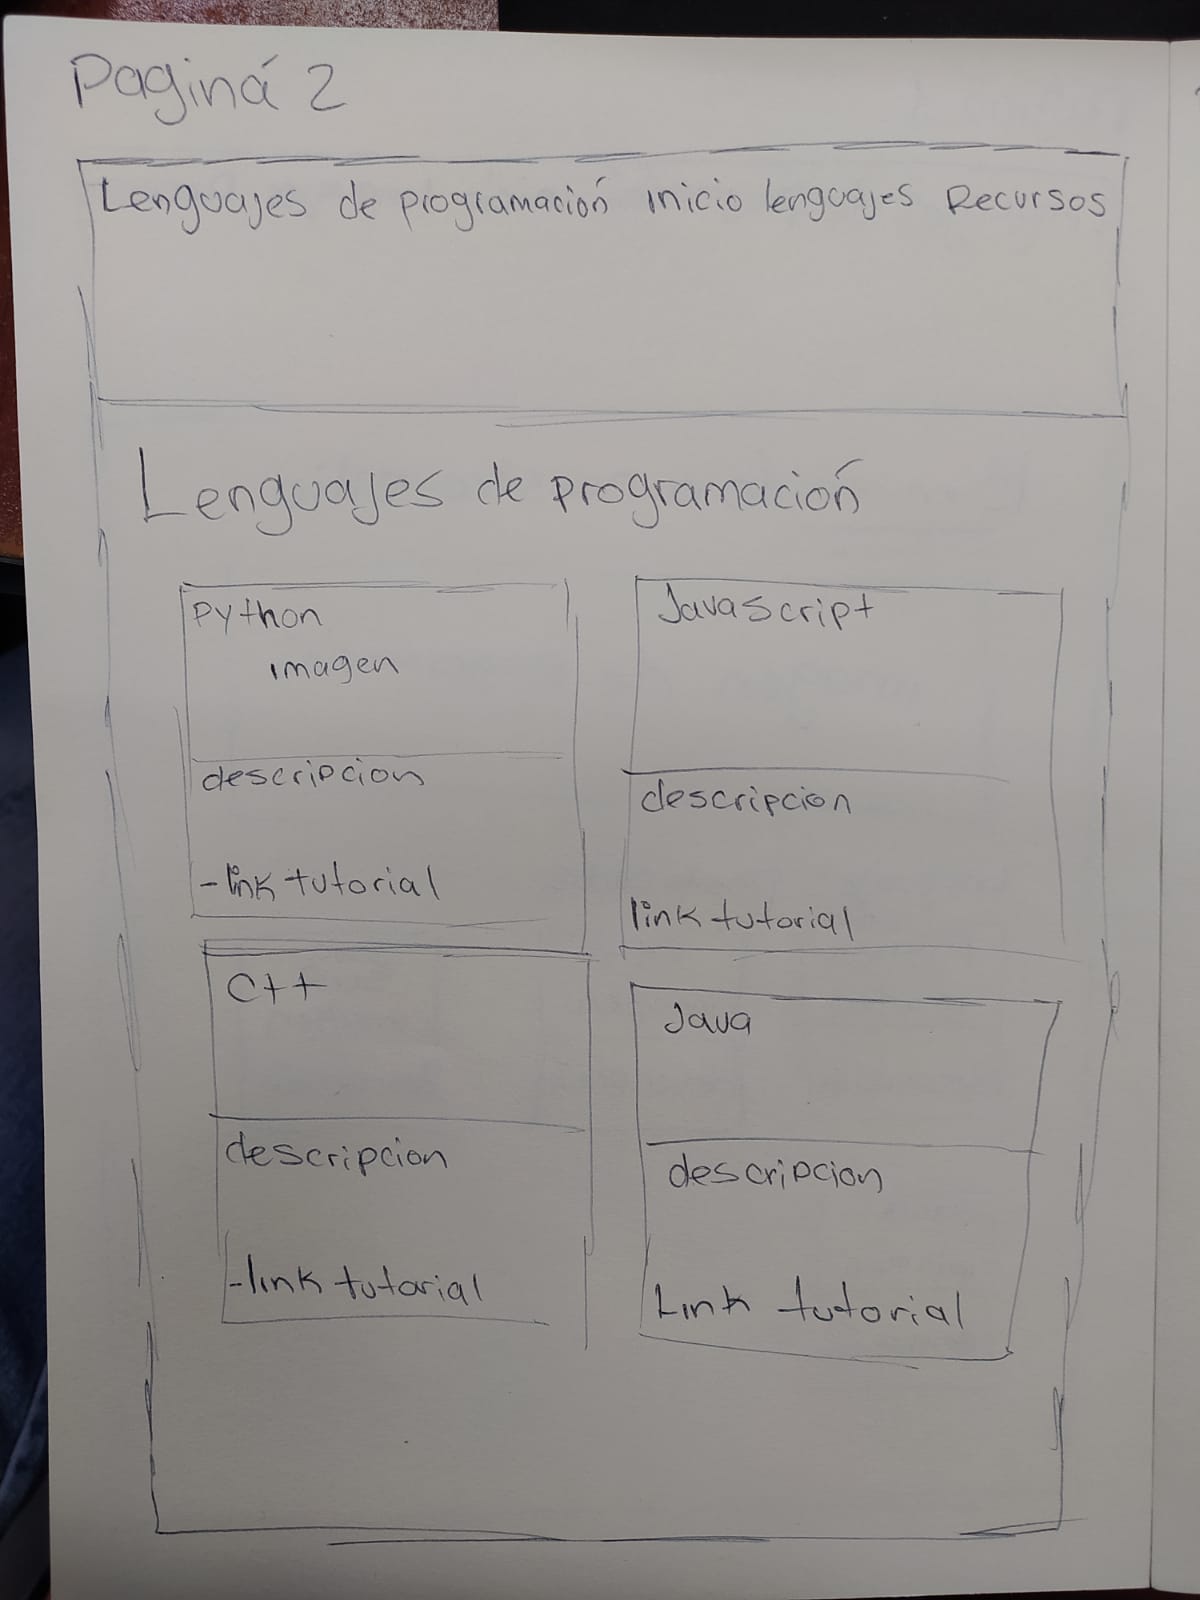 Paginá 2
Lenguajes de programación inicio lenguajes Recursos
Lenguajes de programación
Python
imagen
descripcion
-link tutorial
JavaScript
descripcion
link tutorial
C++
descripcion
-link tutorial
Java
descripcion
Link tutorial